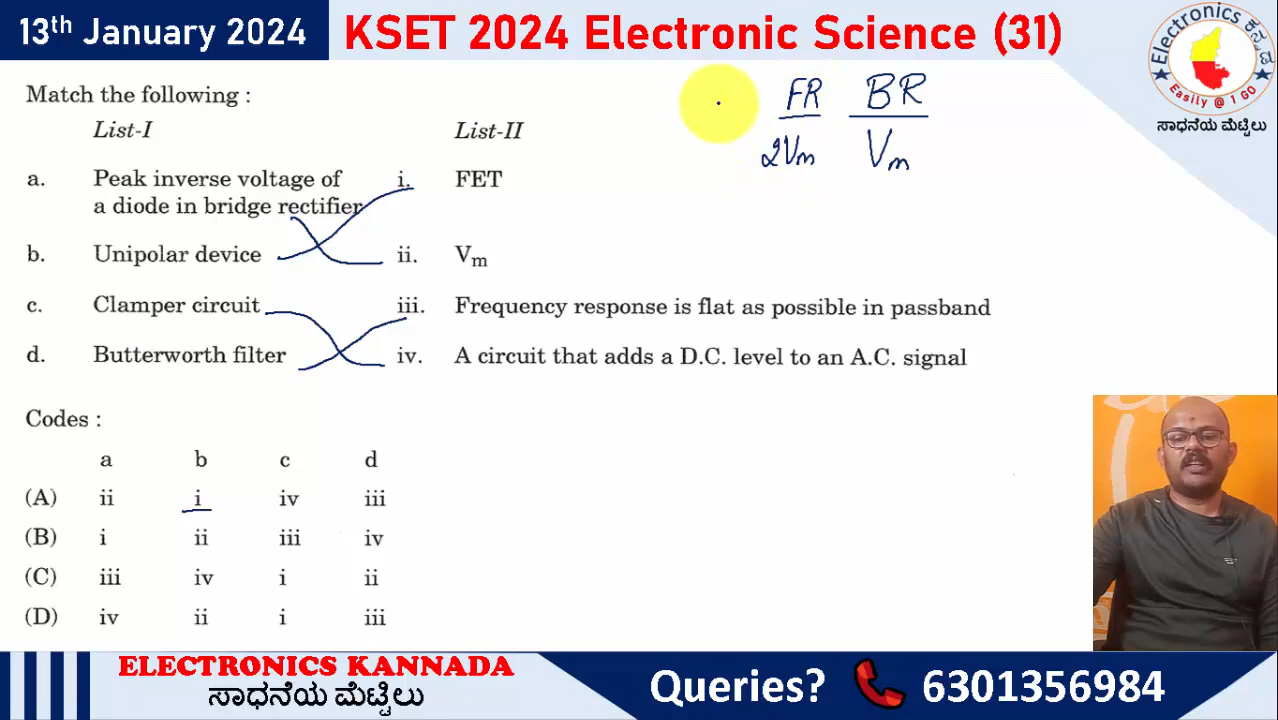 13th January 2024
KSET 2024 Electronic Science (31)
Electronics ಕನ್ನಡ
Easily @ 1 GO
ಸಾಧನೆಯ ಮೆಟ್ಟಿಲು
Match the following :
List-I List-II
FR BR
2Vm Vm
a. Peak inverse voltage of a diode in bridge rectifier i. FET
b. Unipolar device ii. Vm
c. Clamper circuit iii. Frequency response is flat as possible in passband
d. Butterworth filter iv. A circuit that adds a D.C. level to an A.C. signal
Codes :
a b c d
(A) ii i iv iii
(B) i ii iii iv
(C) iii iv i ii
(D) iv ii i iii
ELECTRONICS KANNADA
ಸಾಧನೆಯ ಮೆಟ್ಟಿಲು
Queries? 6301356984